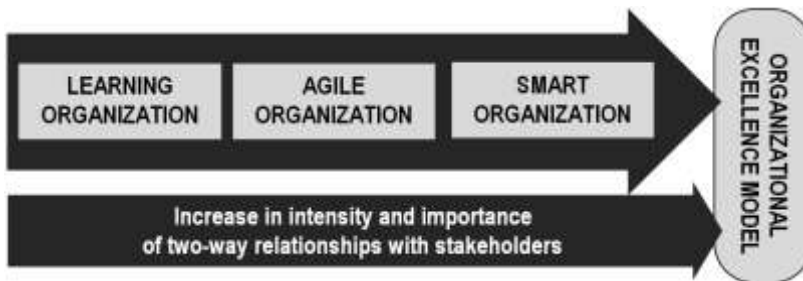 LEARNING
ORGANIZATION
AGILE
ORGANIZATION
SMART
ORGANIZATION
Increase in intensity and importance
of two-way relationships with stakeholders
ORGANIZATIONAL
EXCELLENCE MODEL